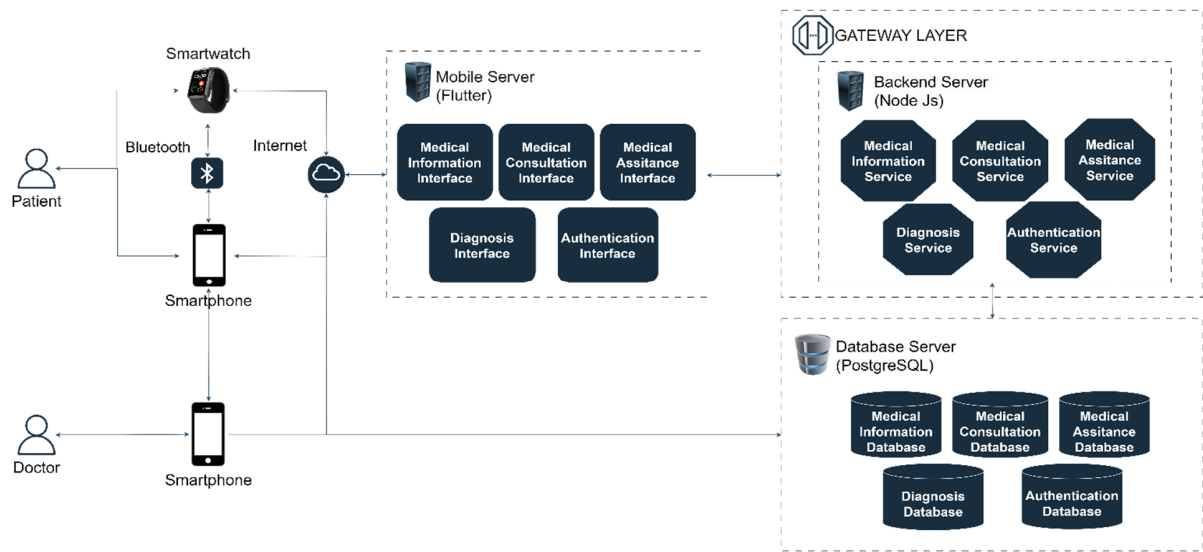 Smartwatch
Bluetooth
Internet
Patient
Smartphone
Doctor
Smartphone
Mobile Server
(Flutter)
Medical
Information
Interface
Medical
Consultation
Interface
Medical
Assitance
Interface
Diagnosis
Interface
Authentication
Interface
GATEWAY LAYER
Backend Server
(Node Js)
Medical
Information
Service
Medical
Consultation
Service
Medical
Assitance
Service
Diagnosis
Service
Authentication
Service
Database Server
(PostgreSQL)
Medical
Information
Database
Medical
Consultation
Database
Medical
Assitance
Database
Diagnosis
Database
Authentication
Database